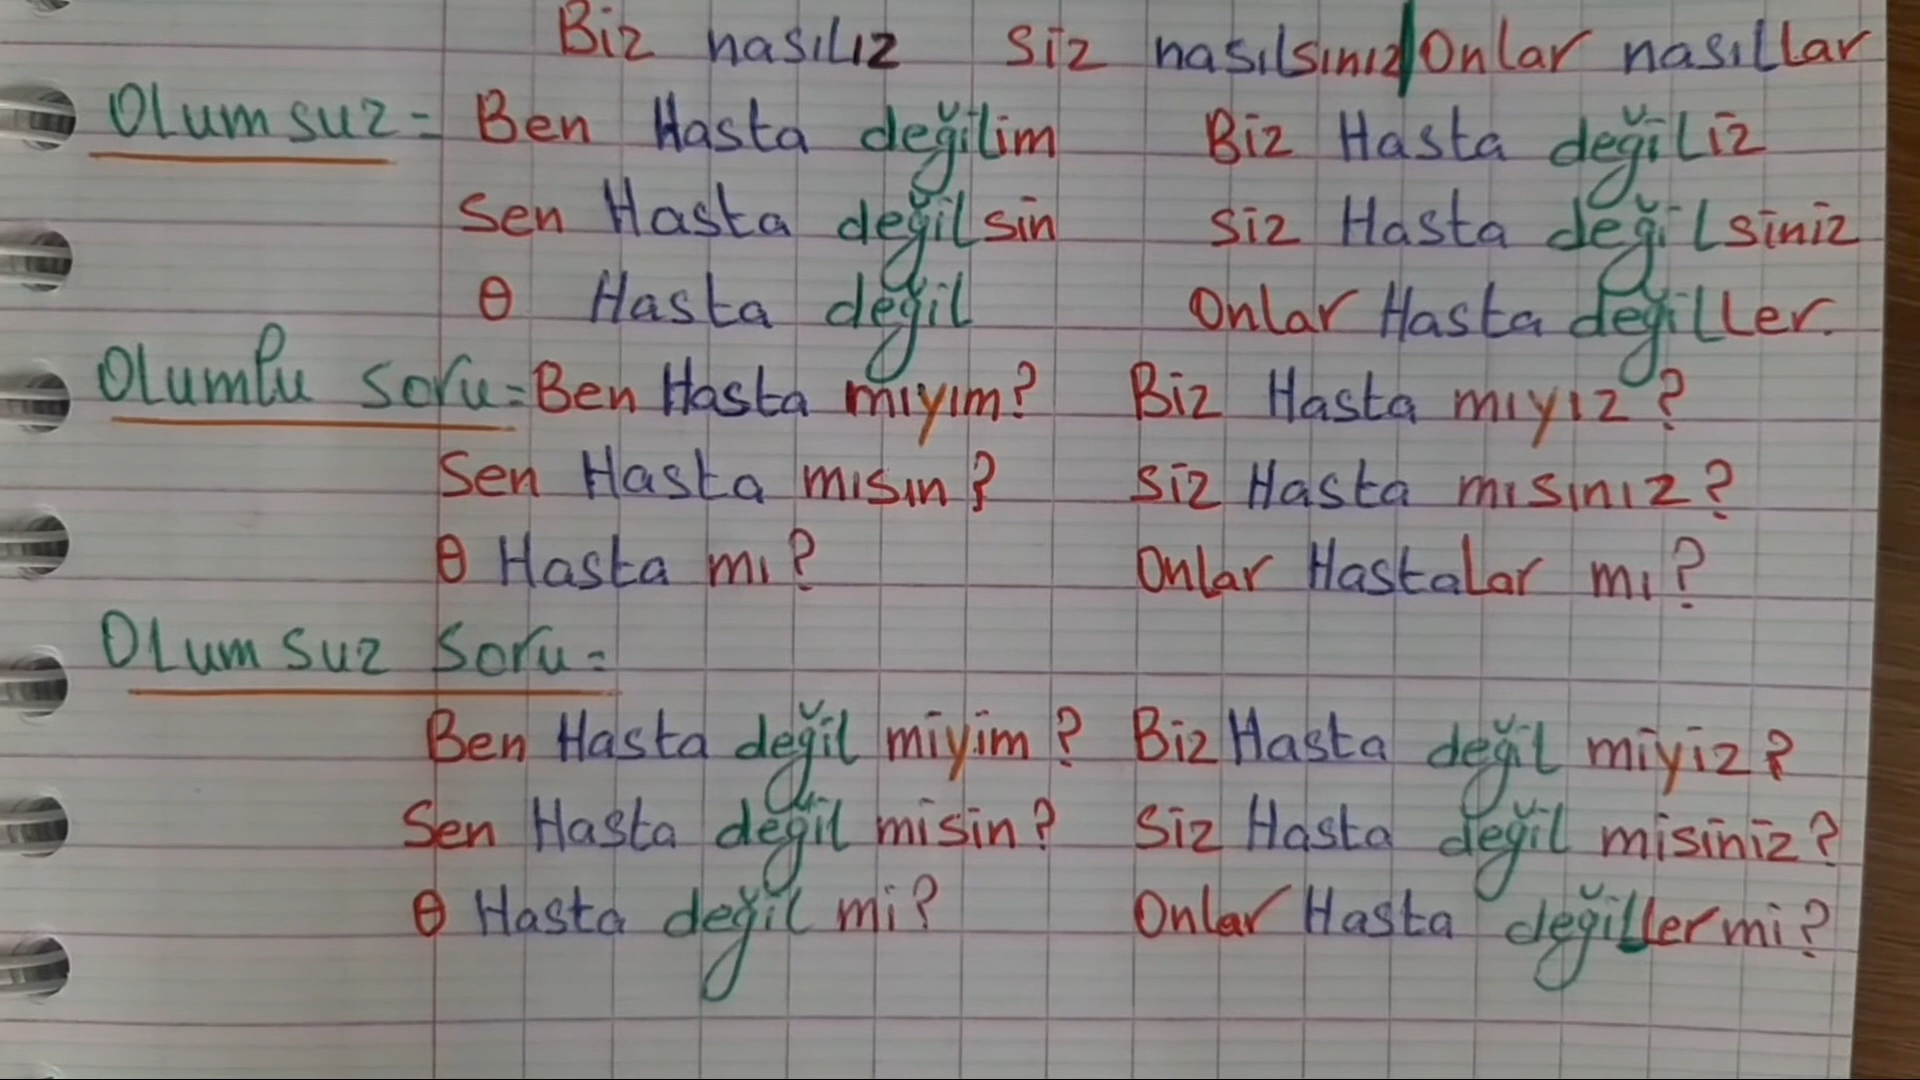 Biz nasılız siz nasılsınız/Onlar nasıllar
Olumsuz = Ben Hasta değilim Biz Hasta değiliz
Sen Hasta değilsin siz Hasta değilsiniz
O Hasta değil Onlar Hasta değiller.
Olumlu soru = Ben Hasta mıyım? Biz Hasta mıyız?
Sen Hasta mısın? siz Hasta mısınız?
O Hasta mı? Onlar Hastalar mı?
Olumsuz soru =
Ben Hasta değil miyim? Biz Hasta değil miyiz?
Sen Hasta değil misin? Siz Hasta değil misiniz?
O Hasta değil mi? Onlar Hasta değiller mi?